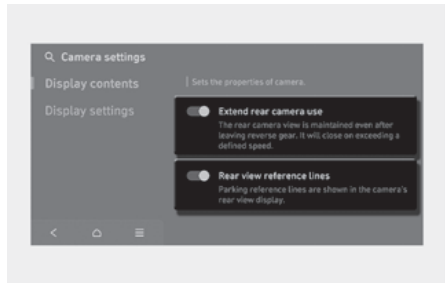 Camera settings
Display contents
Display settings
Sets the properties of camera.
Extend rear camera use
The rear camera view is maintained even after
leaving reverse gear. It will close on exceeding a
defined speed.
Rear view reference lines
Parking reference lines are shown in the camera's
rear view display.